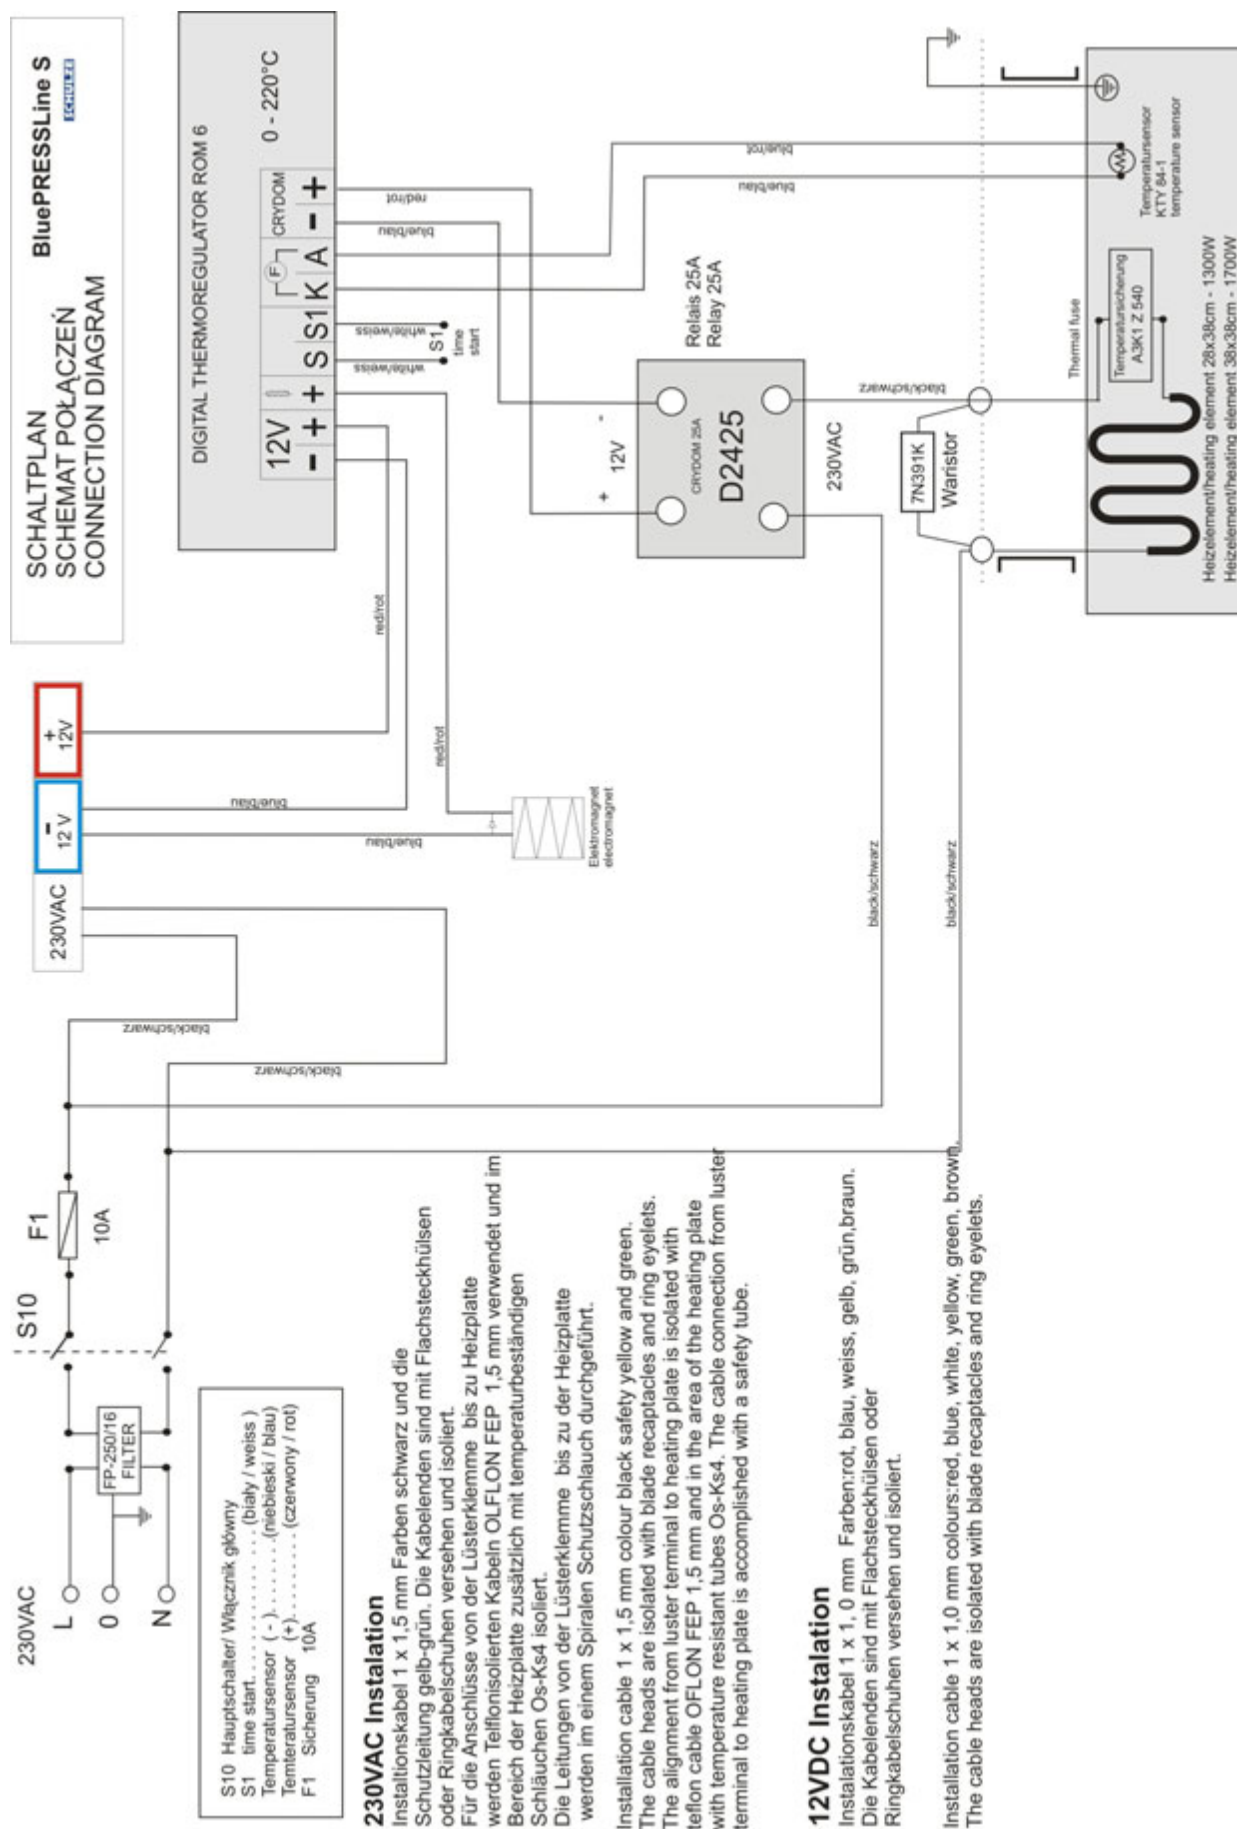 SCHALTPLAN
SCHEMAT POŁĄCZEŃ
CONNECTION DIAGRAM
BluePRESSLine S
SCHULZE
DIGITAL THERMOREGULATOR ROM 6
0 - 220°C
12V
- +
+
S S1
K A
F
CRYDOM
- +
red/rot
blue/blau
blue/rot
blue/blau
white/weiss
white/weiss
S1
time
start
230VAC
-
12 V
+
12V
red/rot
blue/blau
red/rot
blue/blau
Elektromagnet
electromagnet
black/schwarz
black/schwarz
Relais 25A
Relay 25A
+ 12V -
CRYDOM 25A
D2425
230VAC
black/schwarz
7N391K
Waristor
black/schwarz
black/schwarz
Thermal fuse
Temperatursicherung
A3K1 Z 540
Temperatursensor
KTY 84-1
temperature sensor
Heizelement/heating element 28x38cm - 1300W
Heizelement/heating element 38x38cm - 1700W
230VAC
L
0
N
FP-250/16
FILTER
S10
F1
10A
S10 Hauptschalter/ Włącznik główny
S1 time start. . . . . . . . . . . . (biały / weiss )
Temperatursensor ( - ). . . . . . .(niebieski / blau)
Temteratursensor (+). . . . . . . (czerwony / rot)
F1 Sicherung 10A
230VAC Instalation
Instaltionskabel 1 x 1,5 mm Farben schwarz und die
Schutzleitung gelb-grün. Die Kabelenden sind mit Flachsteckhülsen
oder Ringkabelschuhen versehen und isoliert.
Für die Anschlüsse von der Lüsterklemme bis zu Heizplatte
werden Telflonisolierten Kabeln OLFLON FEP 1,5 mm verwendet und im
Bereich der Heizplatte zusätzlich mit temperaturbeständigen
Schläuchen Os-Ks4 isoliert.
Die Leitungen von der Lüsterklemme bis zu der Heizplatte
werden im einem Spiralen Schutzschlauch durchgeführt.
Installation cable 1 x 1,5 mm colour black safety yellow and green.
The cable heads are isolated with blade recaptacles and ring eyelets.
The alignment from luster terminal to heating plate is isolated with
teflon cable OFLON FEP 1,5 mm and in the area of the heating plate
with temperature resistant tubes Os-Ks4. The cable connection from luster
terminal to heating plate is accomplished with a safety tube.
12VDC Instalation
Instalationskabel 1 x 1, 0 mm Farben:rot, blau, weiss, gelb, grün,braun.
Die Kabelenden sind mit Flachsteckhülsen oder
Ringkabelschuhen versehen und isoliert.
Installation cable 1 x 1,0 mm colours:red, blue, white, yellow, green, brown.
The cable heads are isolated with blade recaptacles and ring eyelets.